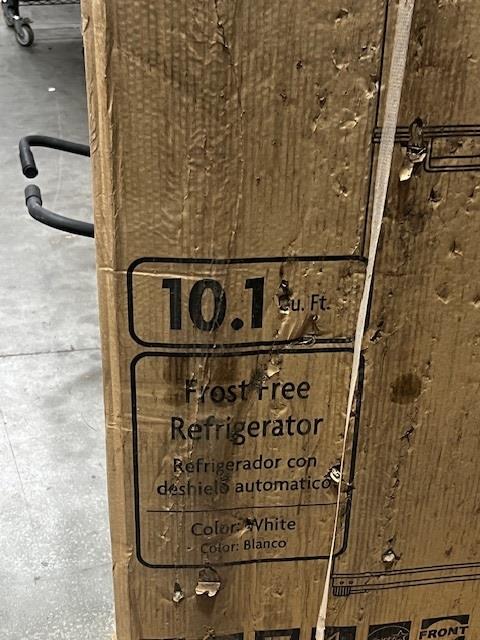 10.1 Cu. Ft.
Frost Free
Refrigerator
Refrigerador con
deshielo automatico
Color: White
Color: Blanco
FRONT